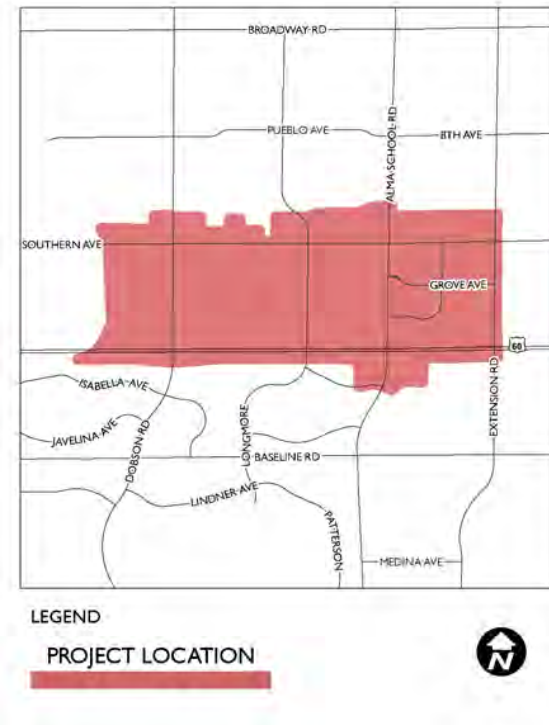 BROADWAY RD
PUEBLO AVE
8TH AVE
ALMA SCHOOL RD
SOUTHERN AVE
GROVE AVE
60
ISABELLA AVE
EXTENSION RD
JAVELINA AVE
DOBSON RD
LONGMORE
BASELINE RD
LINDNER AVE
PATTERSON
MEDINA AVE
LEGEND
PROJECT LOCATION
N